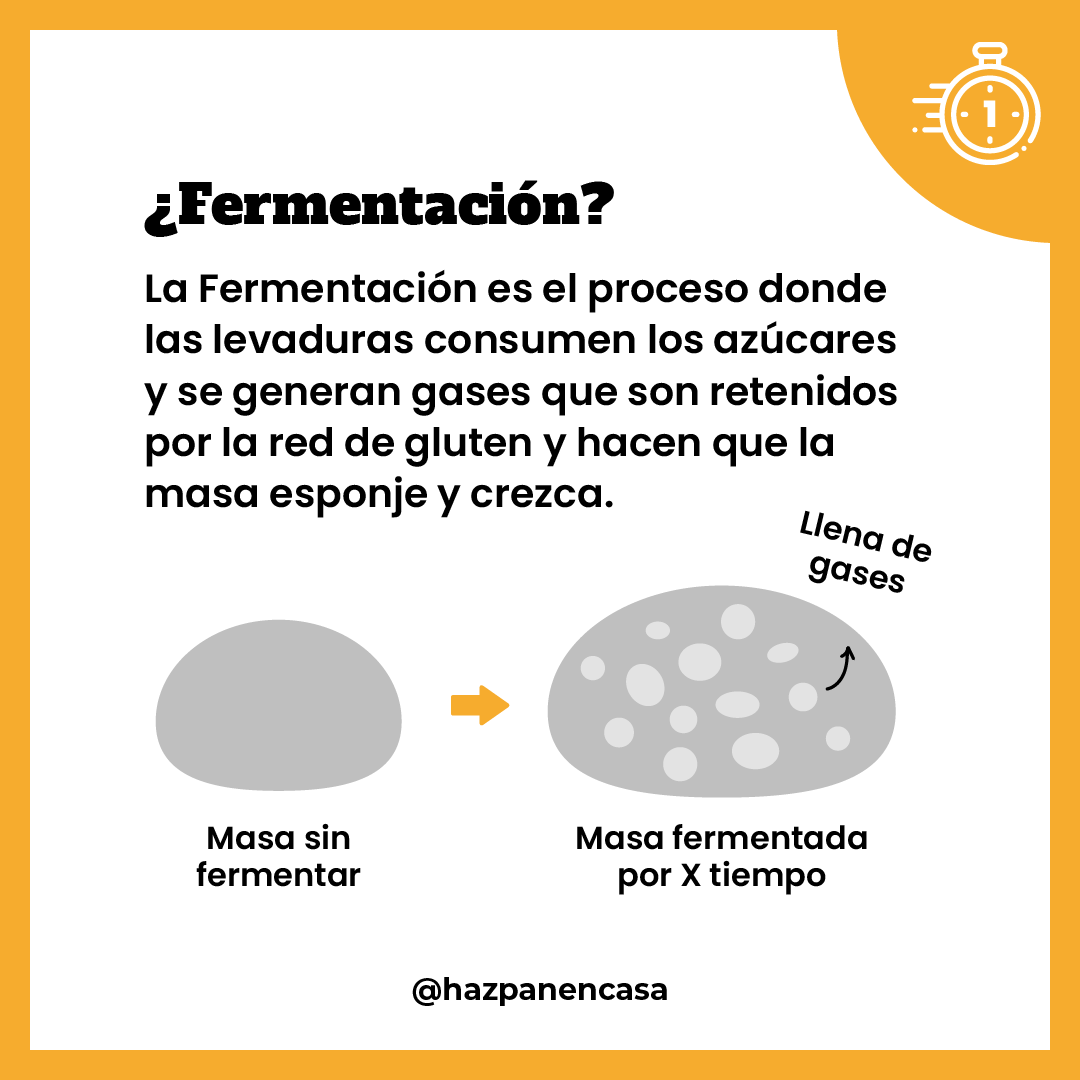 1
¿Fermentación?
La Fermentación es el proceso donde
las levaduras consumen los azúcares
y se generan gases que son retenidos
por la red de gluten y hacen que la
masa esponje y crezca.
Llena de
gases
Masa sin
fermentar
Masa fermentada
por X tiempo
@hazpanencasa